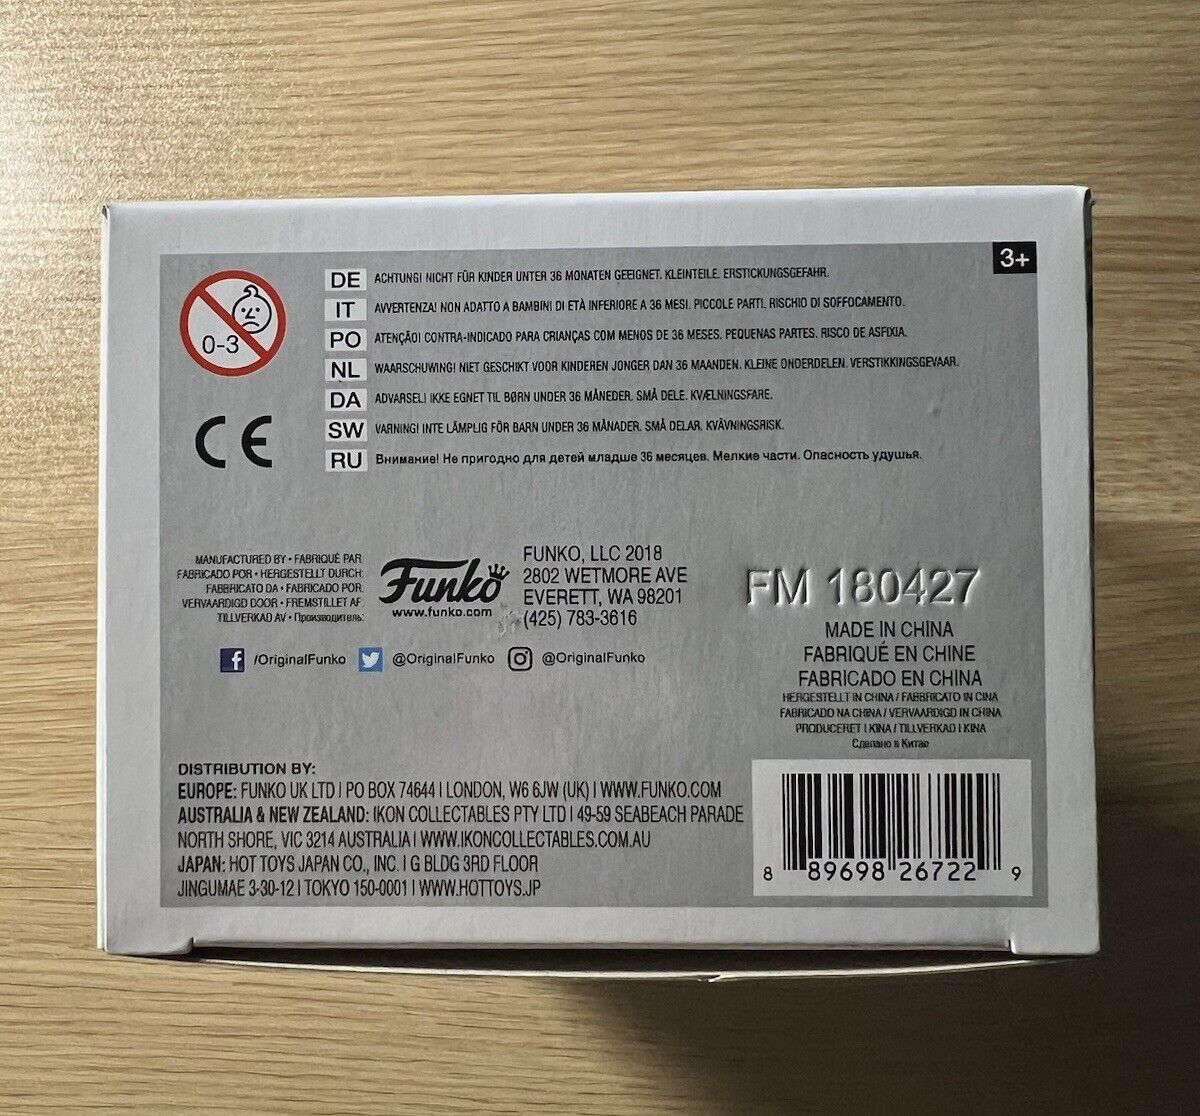 3+
0-3
DE ACHTUNG! NICHT FÜR KINDER UNTER 36 MONATEN GEEIGNET. KLEINTEILE. ERSTICKUNGSGEFAHR.
IT AVVERTENZA! NON ADATTO A BAMBINI DI ETÀ INFERIORE A 36 MESI. PICCOLE PARTI. RISCHIO DI SOFFOCAMENTO.
PO ATENÇÃO! CONTRA-INDICADO PARA CRIANÇAS COM MENOS DE 36 MESES. PEQUENAS PARTES. RISCO DE ASFIXIA.
NL WAARSCHUWING! NIET GESCHIKT VOOR KINDEREN JONGER DAN 36 MAANDEN. KLEINE ONDERDELEN. VERSTIKKINGSGEVAAR.
DA ADVARSEL! IKKE EGNET TIL BØRN UNDER 36 MÅNEDER. SMÅ DELE. KVÆLNINGSFARE.
SW VARNING! INTE LÄMPLIG FÖR BARN UNDER 36 MÅNADER. SMÅ DELAR. KVÄVNINGSRISK.
RU Внимание! Не пригодно для детей младше 36 месяцев. Мелкие части. Опасность удушья.
CE
MANUFACTURED BY • FABRIQUÉ PAR
FABRICADO POR • HERGESTELLT DURCH:
FABBRICATO DA • FABRICADO POR
VERVAARDIGD DOOR • FREMSTILLET AF
TILLVERKAD AV • Производитель:
Funko
www.funko.com
FUNKO, LLC 2018
2802 WETMORE AVE
EVERETT, WA 98201
(425) 783-3616
/OriginalFunko @OriginalFunko @OriginalFunko
FM 180427
MADE IN CHINA
FABRIQUÉ EN CHINE
FABRICADO EN CHINA
HERGESTELLT IN CHINA / FABBRICATO IN CINA
FABRICADO NA CHINA / VERVAARDIGD IN CHINA
PRODUCERET I KINA / TILLVERKAD I KINA
Сделано в Китае
DISTRIBUTION BY:
EUROPE: FUNKO UK LTD | PO BOX 74644 | LONDON, W6 6JW (UK) | WWW.FUNKO.COM
AUSTRALIA & NEW ZEALAND: IKON COLLECTABLES PTY LTD | 49-59 SEABEACH PARADE
NORTH SHORE, VIC 3214 AUSTRALIA | WWW.IKONCOLLECTABLES.COM.AU
JAPAN: HOT TOYS JAPAN CO., INC. | G BLDG 3RD FLOOR
JINGUMAE 3-30-12 | TOKYO 150-0001 | WWW.HOTTOYS.JP
8 89698 26722 9